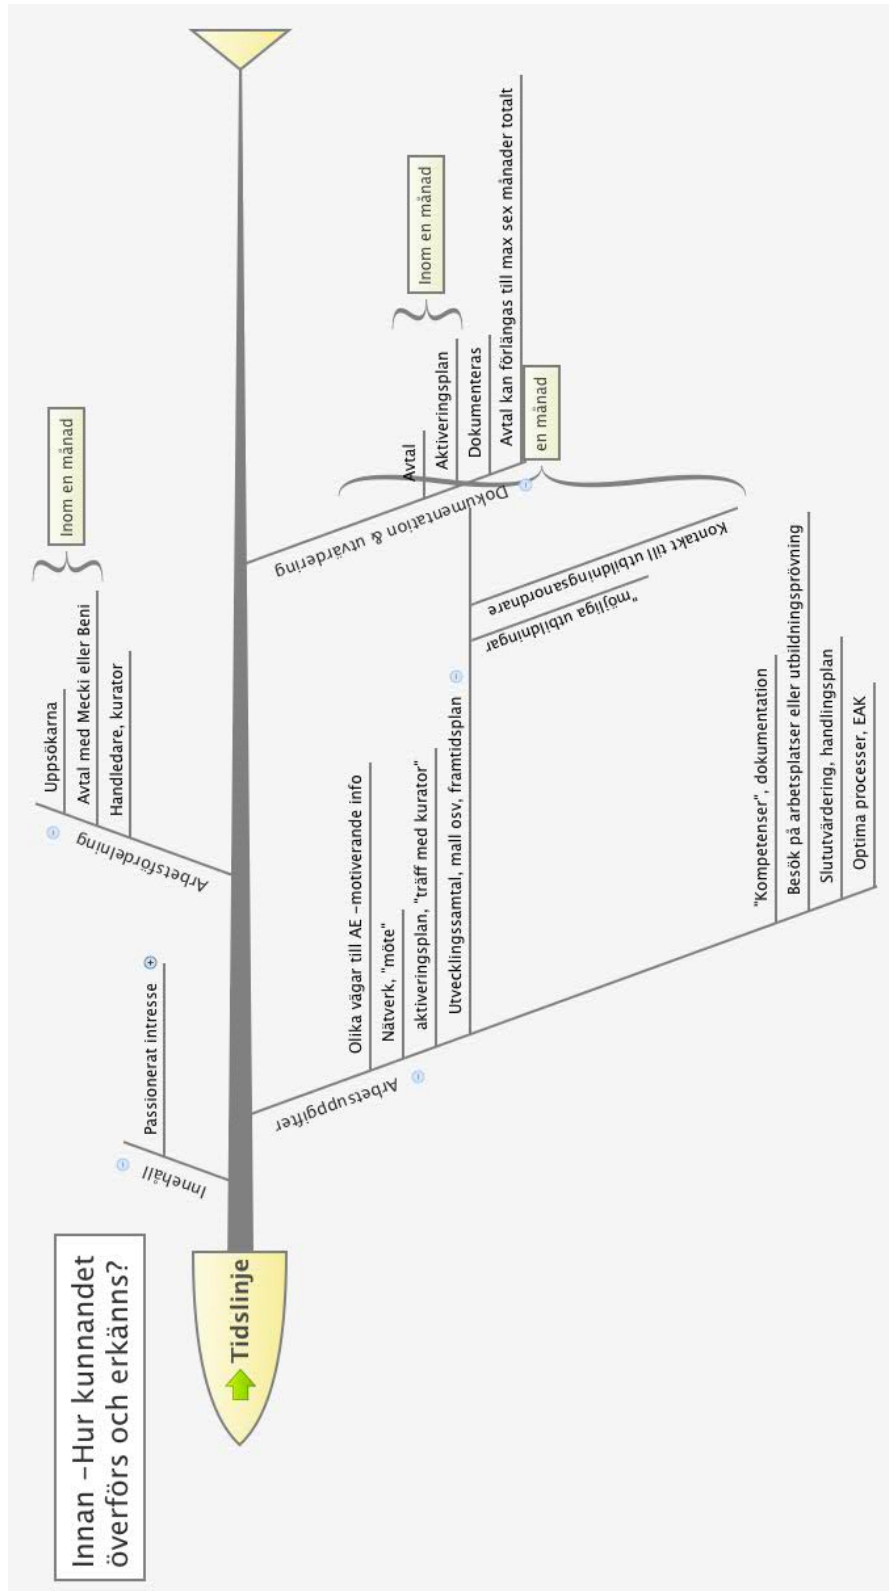 Innan –Hur kunnandet
överförs och erkänns?
Tidslinje
Innehåll
Passionerat intresse
Arbetsfördelning
Uppsökarna
Avtal med Mecki eller Beni
Handledare, kurator
Inom en månad
Arbetsuppgifter
Olika vägar till AE –motiverande info
Nätverk, "möte"
aktiveringsplan, "träff med kurator"
Utvecklingssamtal, mall osv, framtidsplan
"möjliga utbildningar
Kontakt till utbildningsanordnare
"Kompetenser", dokumentation
Besök på arbetsplatser eller utbildningsprövning
Slututvärdering, handlingsplan
Optima processer, EAK
en månad
Dokumentation & utvärdering
Avtal
Aktiveringsplan
Dokumenteras
Avtal kan förlängas till max sex månader totalt
Inom en månad